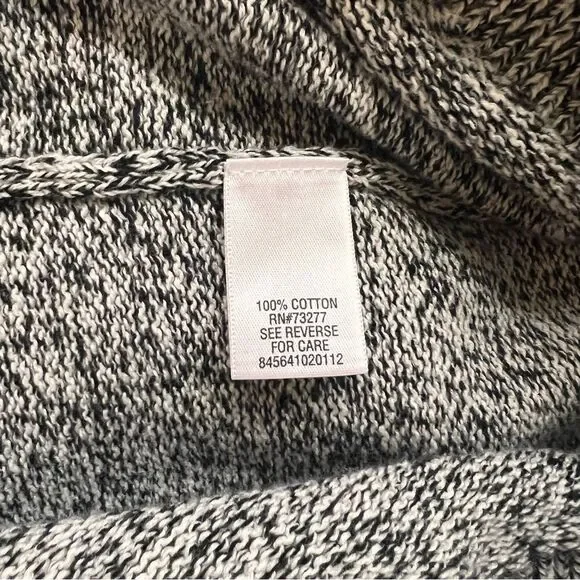 100% COTTON
RN#73277
SEE REVERSE
FOR CARE
845641020112